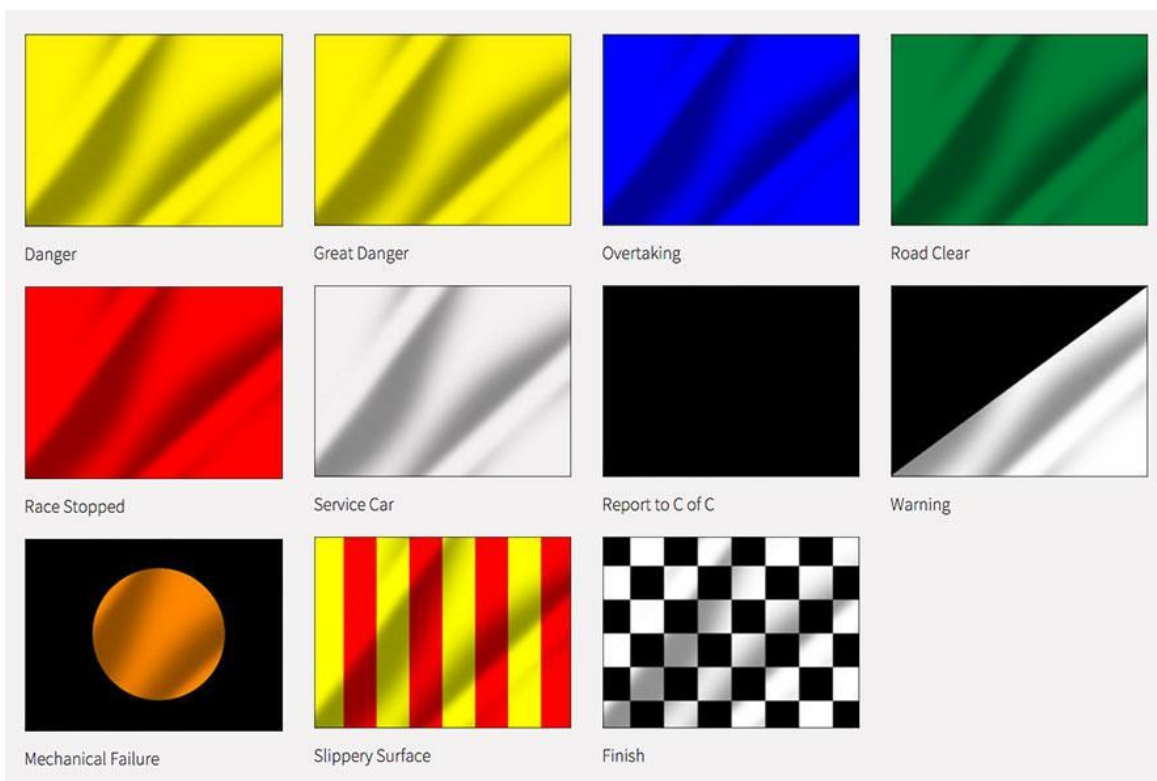 Danger
Great Danger
Overtaking
Road Clear
Race Stopped
Service Car
Report to C of C
Warning
Mechanical Failure
Slippery Surface
Finish